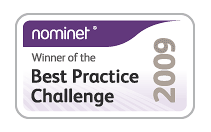 nominet®
Winner of the
Best Practice
Challenge
2009